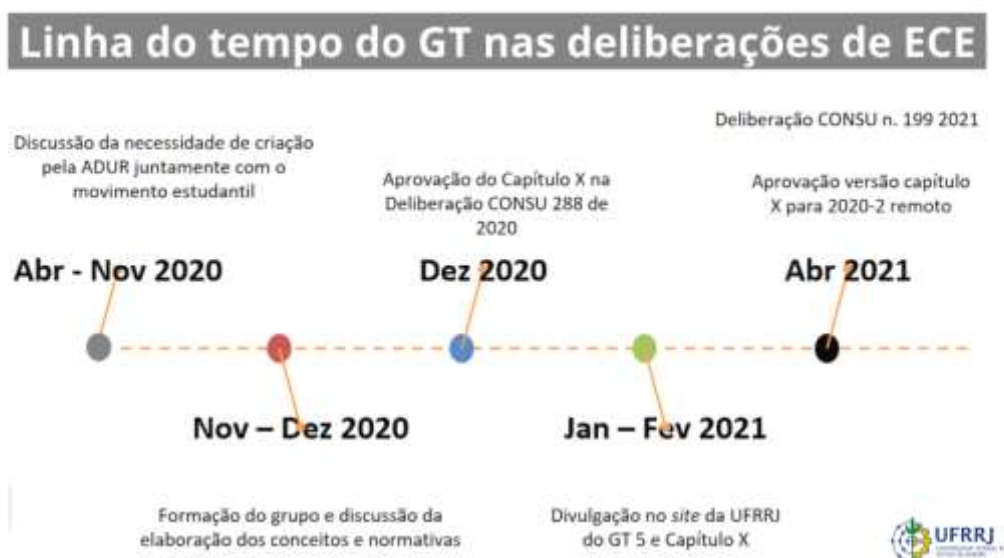 Linha do tempo do GT nas deliberações de ECE
Deliberação CONSU n. 199 2021
Discussão da necessidade de criação
pela ADUR juntamente com o
movimento estudantil
Aprovação do Capítulo X na
Deliberação CONSU 288 de
2020
Aprovação versão capítulo
X para 2020-2 remoto
Abr - Nov 2020
Dez 2020
Abr 2021
Nov – Dez 2020
Jan – Fev 2021
Formação do grupo e discussão da
elaboração dos conceitos e normativas
Divulgação no site da UFRRJ
do GT 5 e Capítulo X
UFRRJ